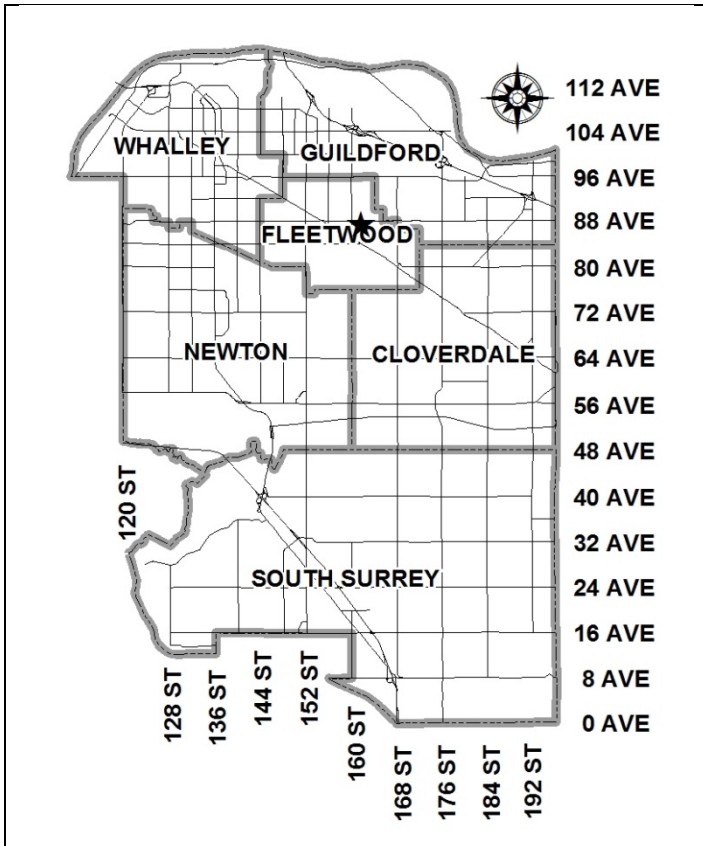 112 AVE
104 AVE
WHALLEY
GUILDFORD
96 AVE
88 AVE
FLEETWOOD
80 AVE
72 AVE
NEWTON
CLOVERDALE
64 AVE
56 AVE
48 AVE
120 ST
40 AVE
32 AVE
SOUTH SURREY
24 AVE
16 AVE
128 ST
136 ST
144 ST
152 ST
160 ST
8 AVE
0 AVE
168 ST
176 ST
184 ST
192 ST